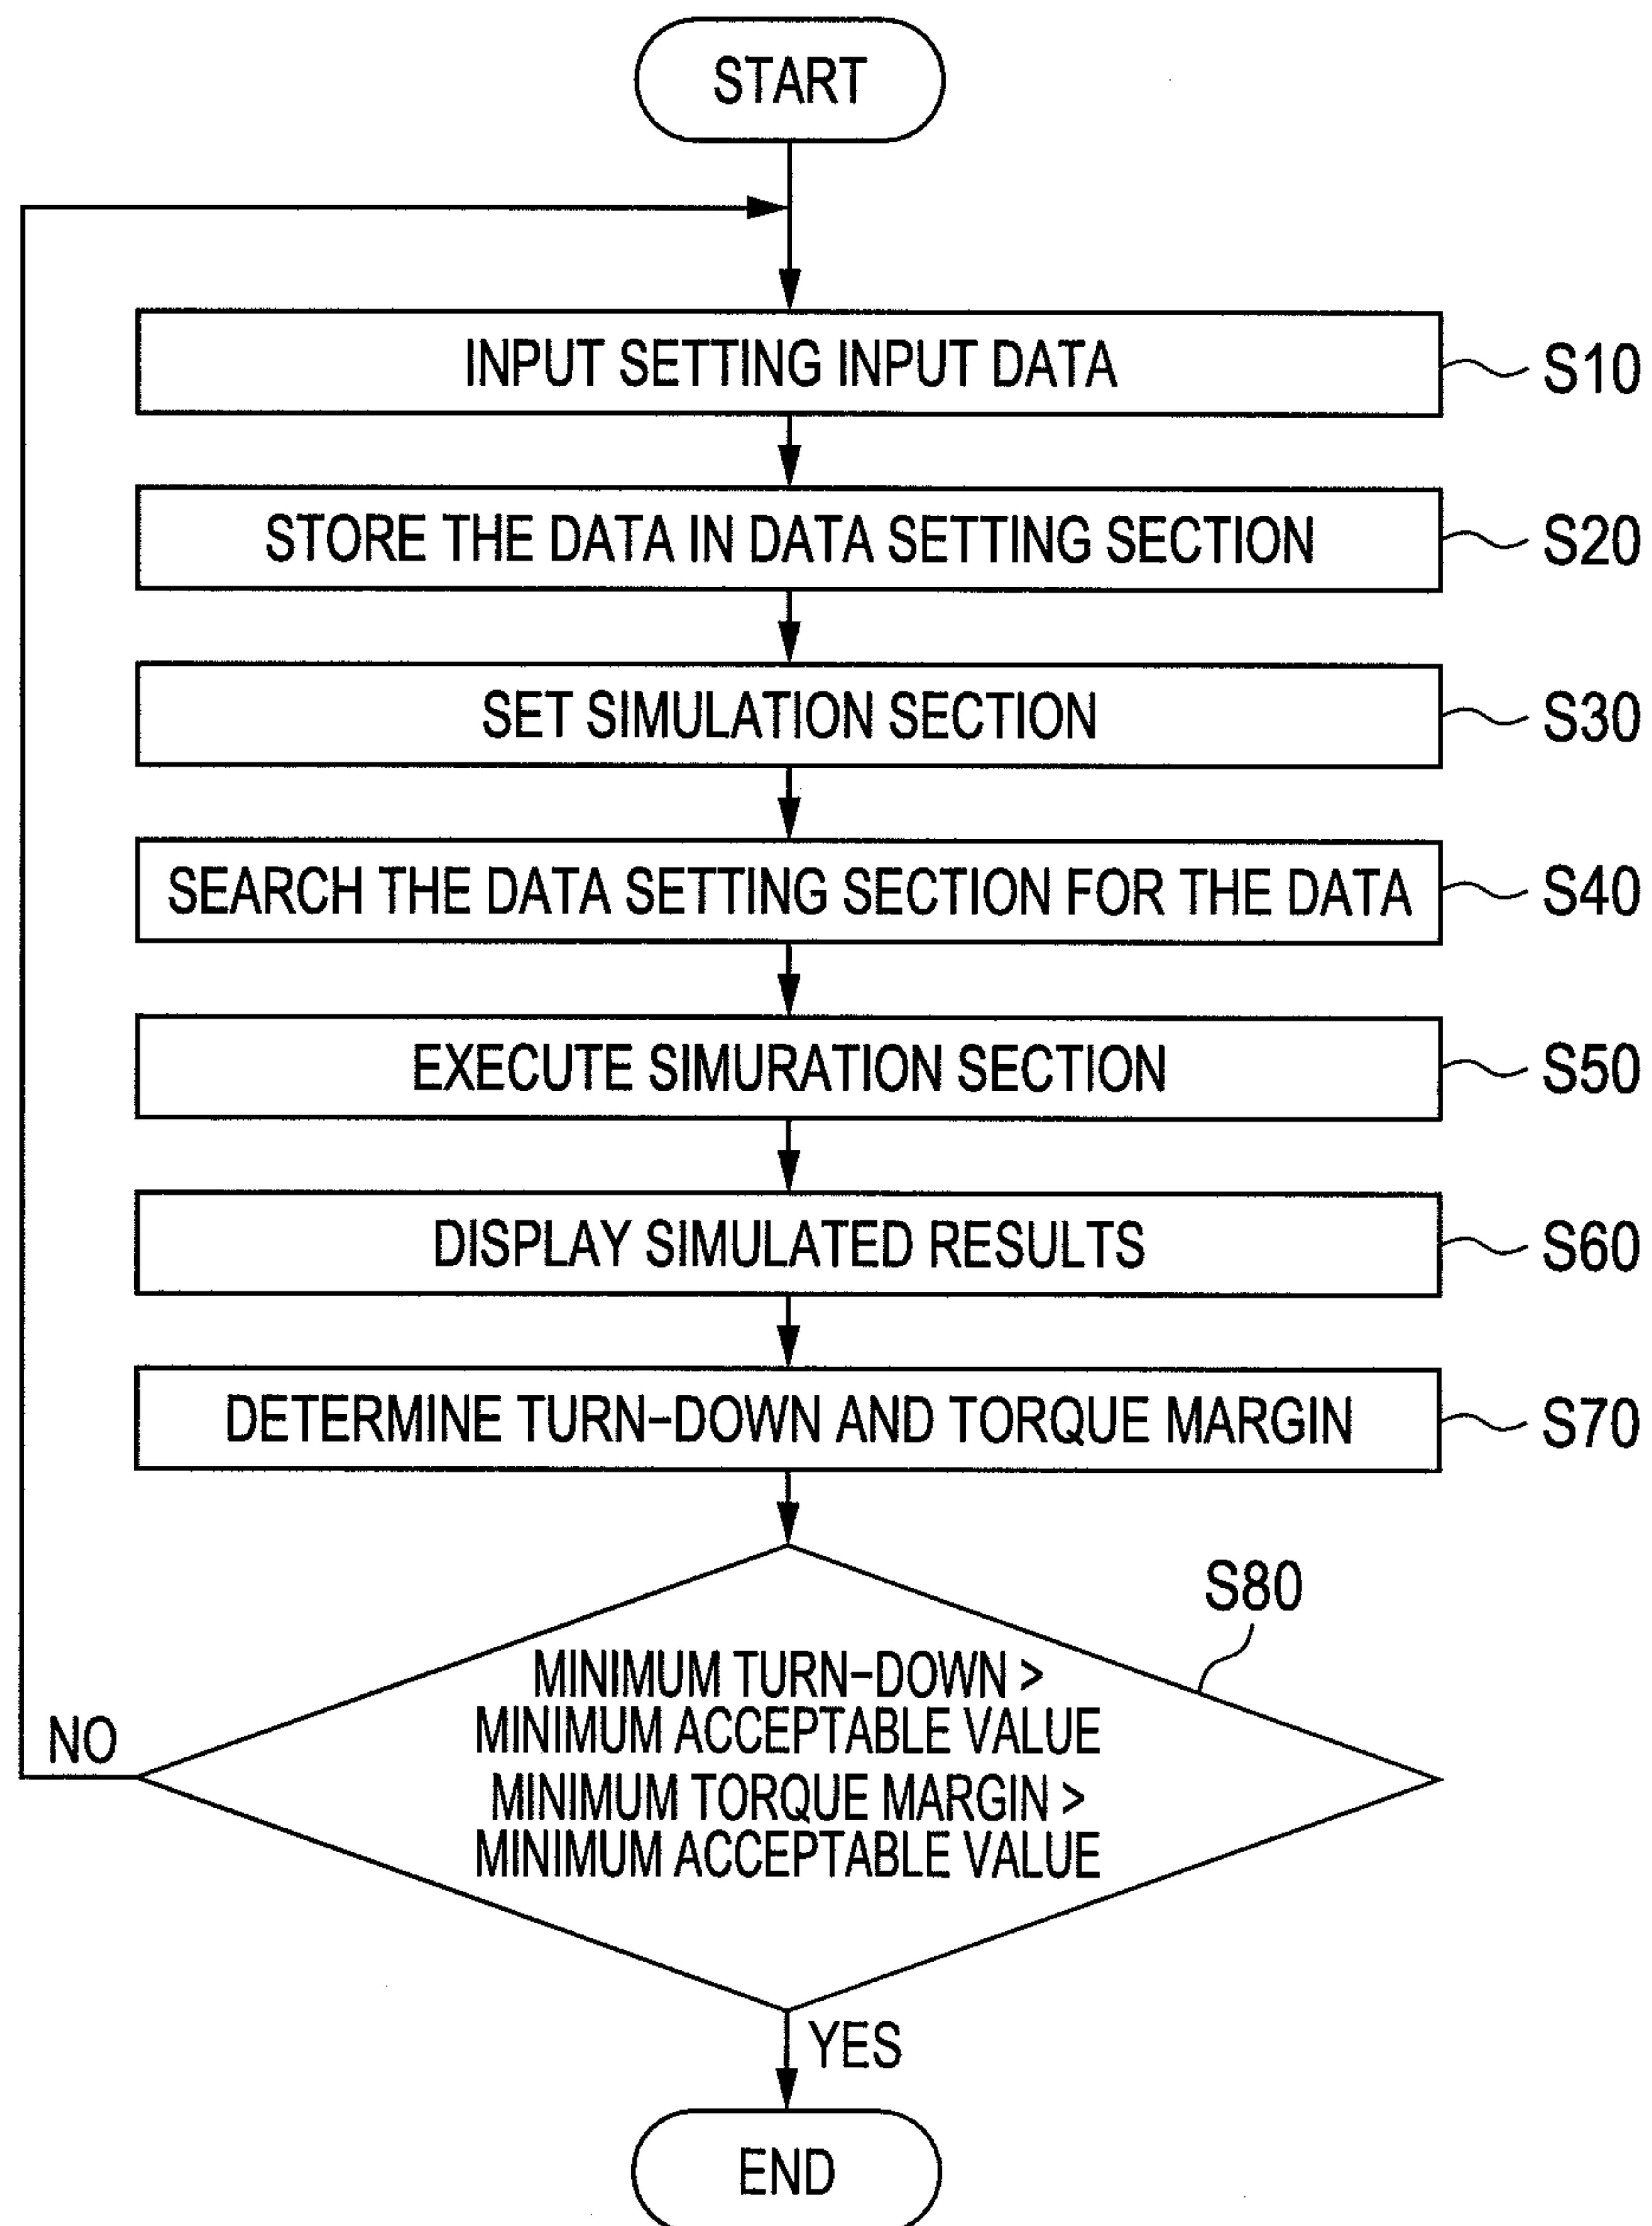 START
INPUT SETTING INPUT DATA
S10
STORE THE DATA IN DATA SETTING SECTION
S20
SET SIMULATION SECTION
S30
SEARCH THE DATA SETTING SECTION FOR THE DATA
S40
EXECUTE SIMURATION SECTION
S50
DISPLAY SIMULATED RESULTS
S60
DETERMINE TURN-DOWN AND TORQUE MARGIN
S70
S80
MINIMUM TURN-DOWN >
MINIMUM ACCEPTABLE VALUE
MINIMUM TORQUE MARGIN >
MINIMUM ACCEPTABLE VALUE
NO
YES
END